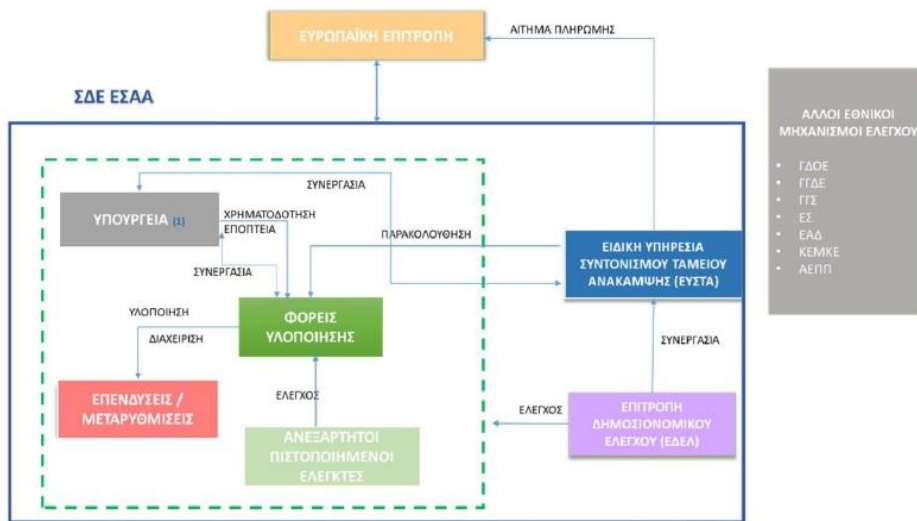 ΕΥΡΩΠΑΪΚΗ ΕΠΙΤΡΟΠΗ
ΑΙΤΗΜΑ ΠΛΗΡΩΜΗΣ
ΣΔΕ ΕΣΑΑ
ΑΛΛΟΙ ΕΘΝΙΚΟΙ
ΜΗΧΑΝΙΣΜΟΙ ΕΛΕΓΧΟΥ
• ΓΔΟΕ
• ΓΓΔΕ
• ΓΓΣ
• ΕΣ
• ΕΑΔ
• ΚΕΜΚΕ
• ΑΕΠΠ
ΣΥΝΕΡΓΑΣΙΑ
ΥΠΟΥΡΓΕΙΑ (1)
ΧΡΗΜΑΤΟΔΟΤΗΣΗ
ΕΠΟΠΤΕΙΑ
ΠΑΡΑΚΟΛΟΥΘΗΣΗ
ΕΙΔΙΚΗ ΥΠΗΡΕΣΙΑ
ΣΥΝΤΟΝΙΣΜΟΥ ΤΑΜΕΙΟΥ
ΑΝΑΚΑΜΨΗΣ (ΕΥΣΤΑ)
ΣΥΝΕΡΓΑΣΙΑ
ΥΛΟΠΟΙΗΣΗ
ΔΙΑΧΕΙΡΙΣΗ
ΦΟΡΕΙΣ
ΥΛΟΠΟΙΗΣΗΣ
ΣΥΝΕΡΓΑΣΙΑ
ΕΠΕΝΔΥΣΕΙΣ /
ΜΕΤΑΡΥΘΜΙΣΕΙΣ
ΕΛΕΓΧΟΣ
ΑΝΕΞΑΡΤΗΤΟΙ
ΠΙΣΤΟΠΟΙΗΜΕΝΟΙ
ΕΛΕΓΚΤΕΣ
ΕΛΕΓΧΟΣ
ΕΠΙΤΡΟΠΗ
ΔΗΜΟΣΙΟΝΟΜΙΚΟΥ
ΕΛΕΓΧΟΥ (ΕΔΕΛ)